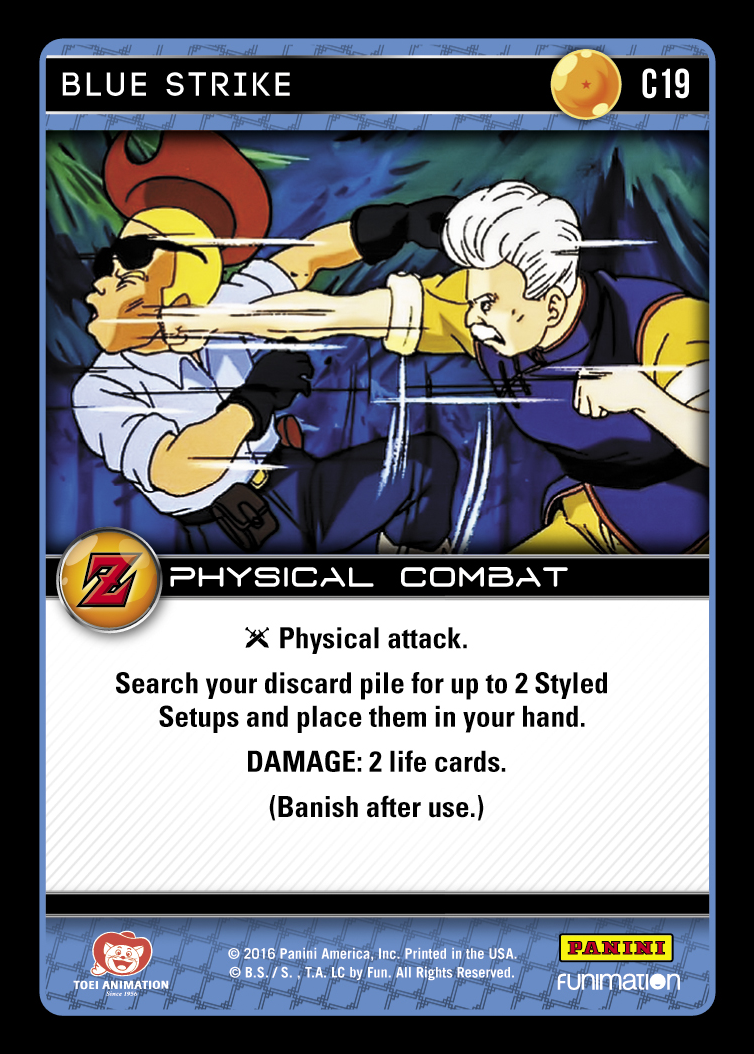 BLUE STRIKE
C19
Z
PHYSICAL COMBAT
Physical attack.
Search your discard pile for up to 2 Styled
Setups and place them in your hand.
DAMAGE: 2 life cards.
(Banish after use.)
TOEI ANIMATION
Since 1956
© 2016 Panini America, Inc. Printed in the USA.
© B.S. / S. , T.A. LC by Fun. All Rights Reserved.
PANINI
FUNIMATION